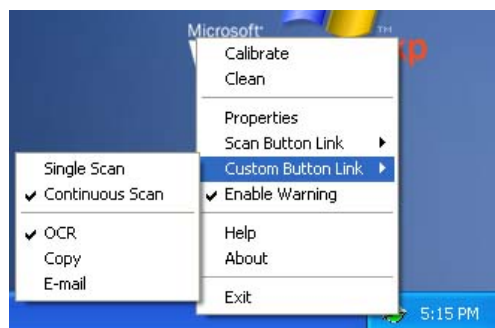 Microsoft
TM
xp
Calibrate
Clean
Properties
Scan Button Link
Custom Button Link
Enable Warning
Help
About
Exit
Single Scan
Continuous Scan
OCR
Copy
E-mail
5:15 PM